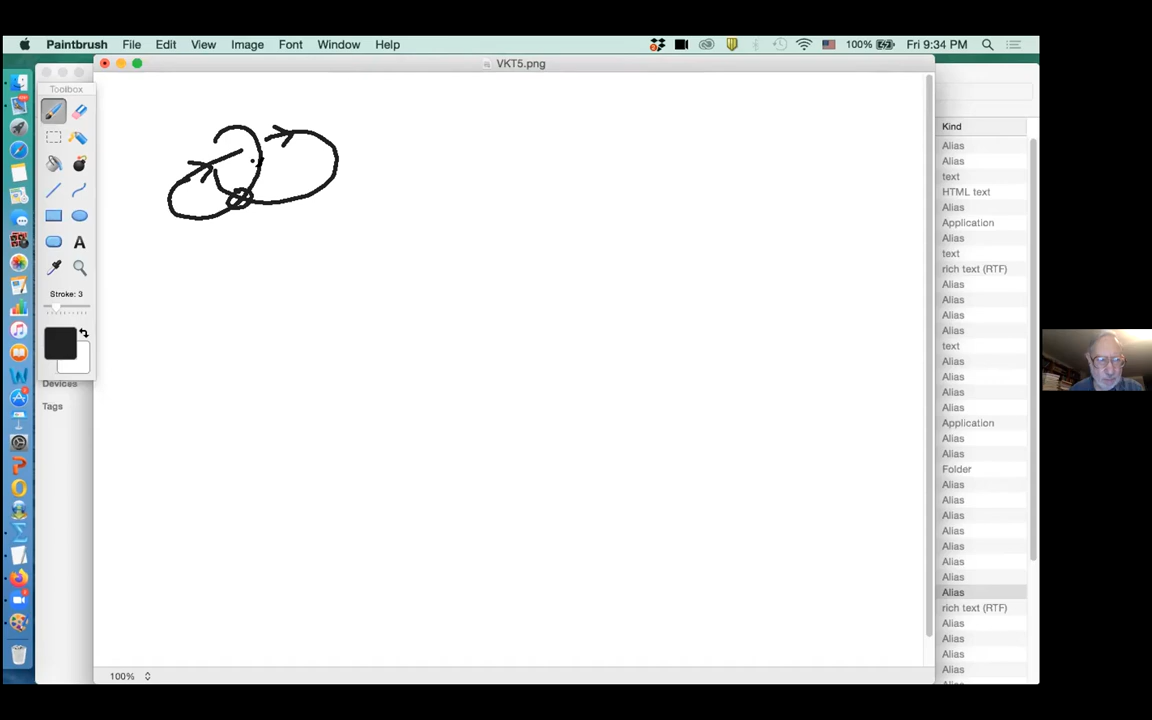 Paintbrush File Edit View Image Font Window Help 100% Fri 9:34 PM
VKT5.png
Toolbox
Kind
Alias
Alias
text
HTML text
Alias
Application
Alias
text
rich text (RTF)
Alias
Alias
Alias
Alias
text
Alias
Alias
Alias
Alias
Application
Alias
Alias
Folder
Alias
Alias
Alias
Alias
Alias
Alias
Alias
Alias
rich text (RTF)
Alias
Alias
Alias
Alias
Stroke: 3
Devices
Tags
100%